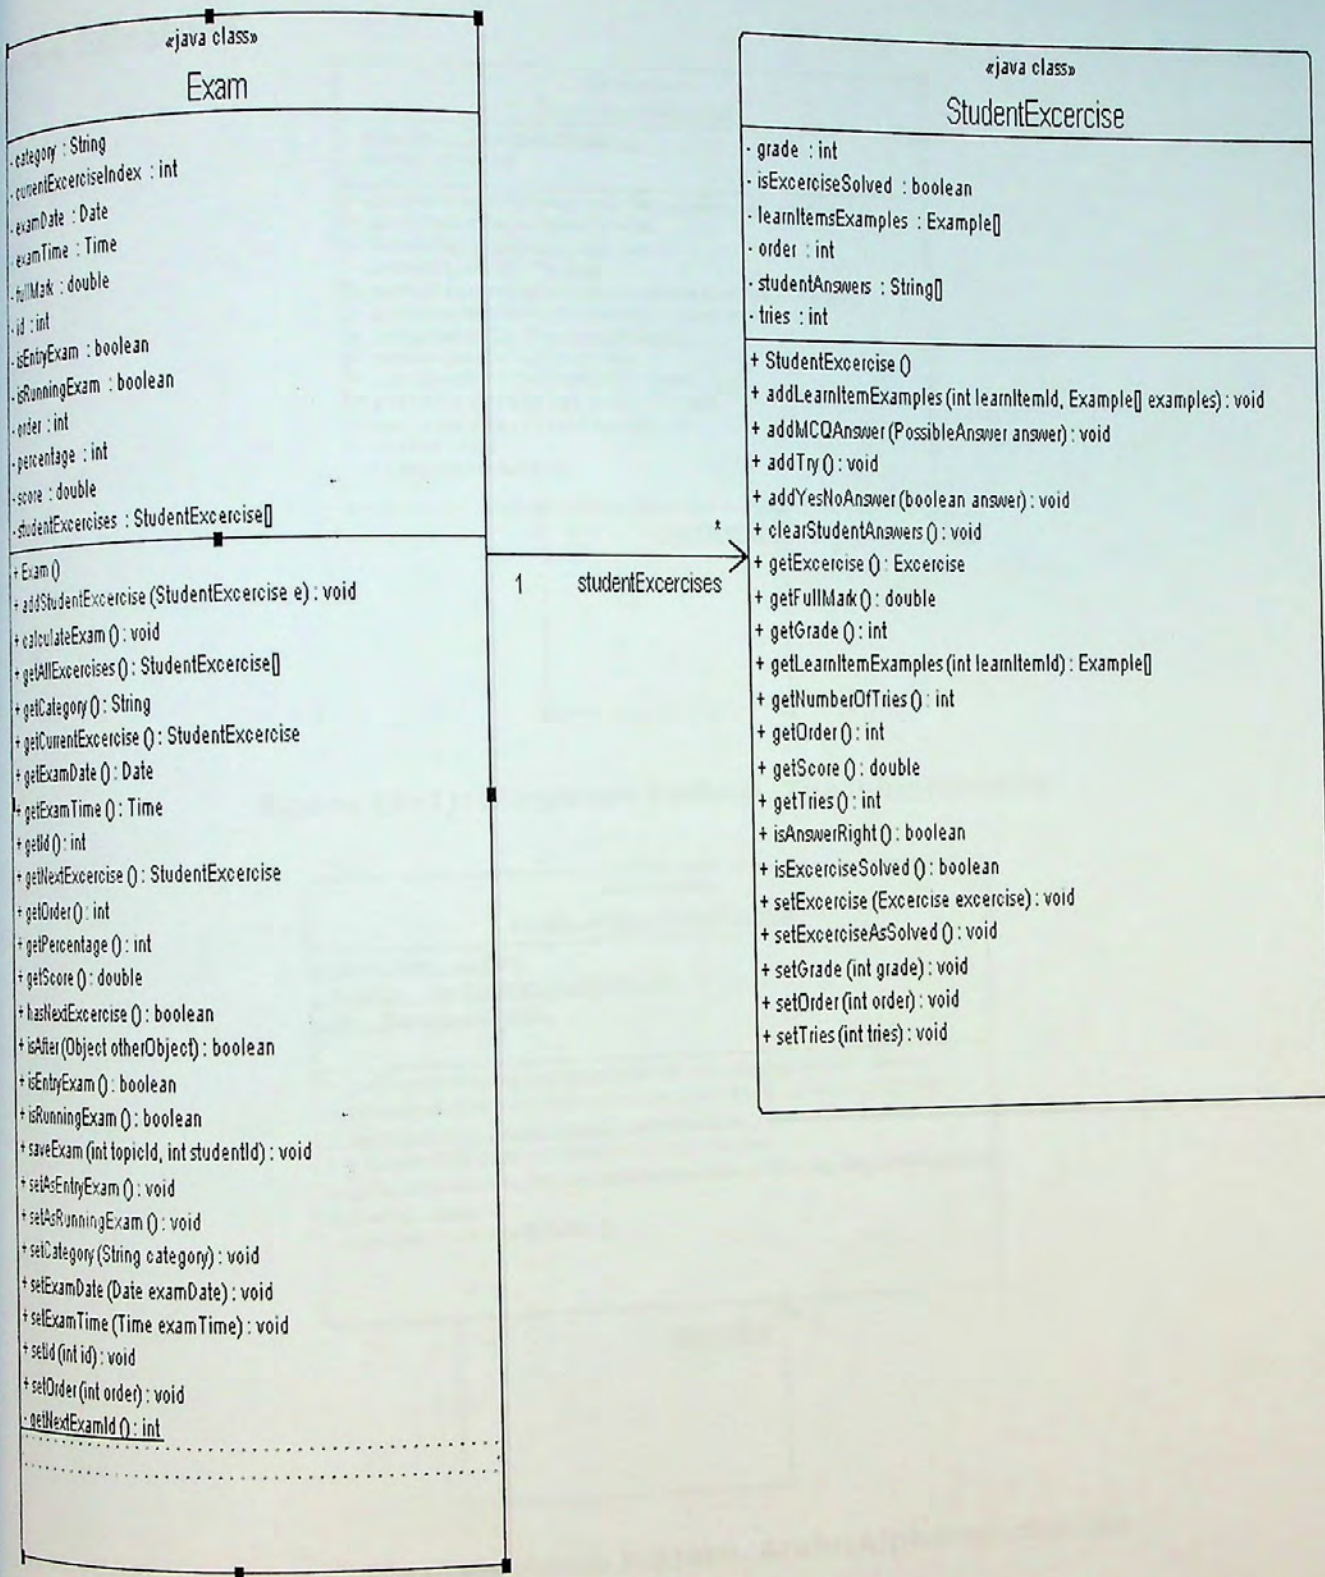 «java class»
Exam
- category : String
- currentExcerciseIndex : int
- examDate : Date
- examTime : Time
- fullMark : double
- id : int
- isEntryExam : boolean
- isRunningExam : boolean
- order : int
- percentage : int
- score : double
- studentExcercises : StudentExcercise[]
+ Exam ()
+ addStudentExcercise (StudentExcercise e) : void
+ calculateExam () : void
+ getAllExcercises () : StudentExcercise[]
+ getCategory () : String
+ getCurrentExcercise () : StudentExcercise
+ getExamDate () : Date
+ getExamTime () : Time
+ getId () : int
+ getNextExcercise () : StudentExcercise
+ getOrder () : int
+ getPercentage () : int
+ getScore () : double
+ hasNextExcercise () : boolean
+ isAfter (Object otherObject) : boolean
+ isEntryExam () : boolean
+ isRunningExam () : boolean
+ saveExam (int topicId, int studentId) : void
+ setAsEntryExam () : void
+ setAsRunningExam () : void
+ setCategory (String category) : void
+ setExamDate (Date examDate) : void
+ setExamTime (Time examTime) : void
+ setId (int id) : void
+ setOrder (int order) : void
- getNextExamId () : int
1 studentExcercises *
«java class»
StudentExcercise
- grade : int
- isExcerciseSolved : boolean
- learnItemsExamples : Example[]
- order : int
- studentAnswers : String[]
- tries : int
+ StudentExcercise ()
+ addLearnItemExamples (int learnItemId, Example[] examples) : void
+ addMCQAnswer (PossibleAnswer answer) : void
+ addTry () : void
+ addYesNoAnswer (boolean answer) : void
+ clearStudentAnswers () : void
+ getExcercise () : Excercise
+ getFullMark () : double
+ getGrade () : int
+ getLearnItemExamples (int learnItemId) : Example[]
+ getNumberOfTries () : int
+ getOrder () : int
+ getScore () : double
+ getTries () : int
+ isAnswerRight () : boolean
+ isExcerciseSolved () : boolean
+ setExcercise (Excercise excercise) : void
+ setExcerciseAsSolved () : void
+ setGrade (int grade) : void
+ setOrder (int order) : void
+ setTries (int tries) : void